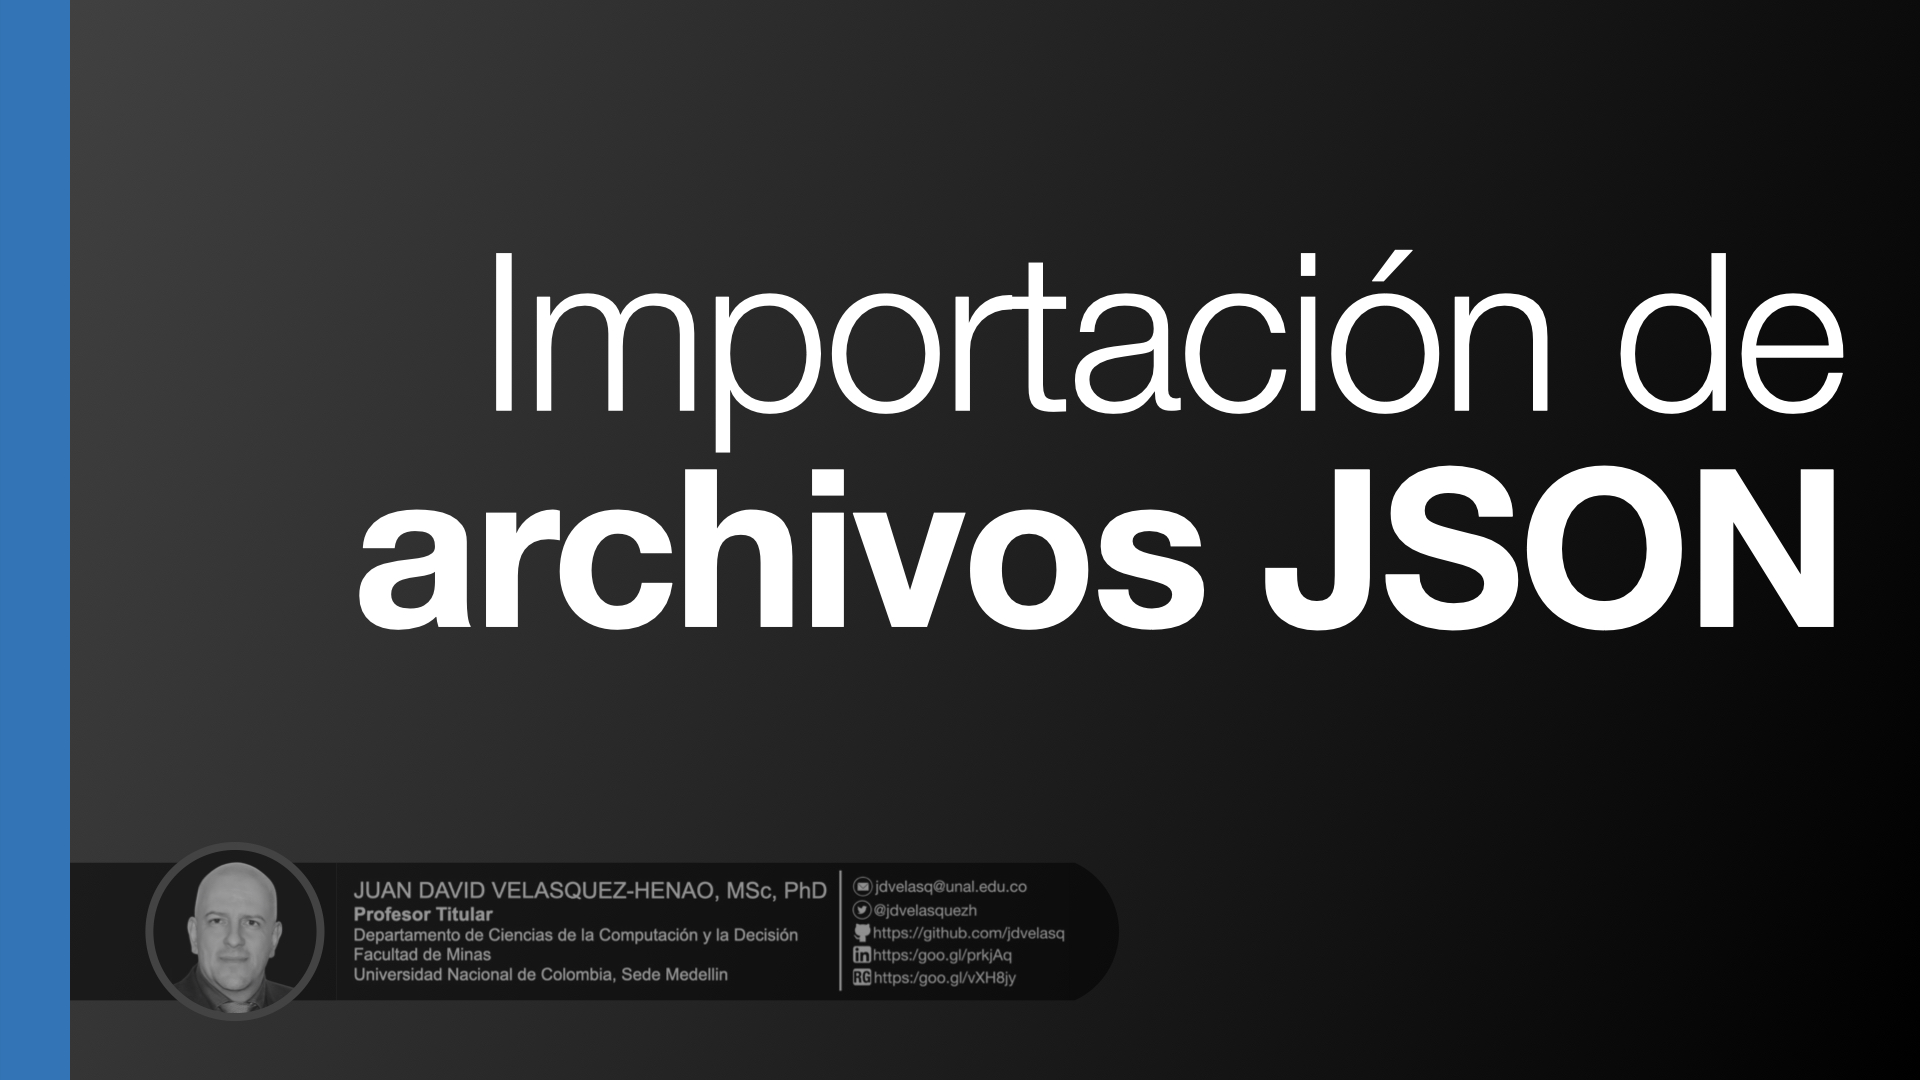 Importación de
archivos JSON
JUAN DAVID VELASQUEZ-HENAO, MSc, PhD
Profesor Titular
Departamento de Ciencias de la Computación y la Decisión
Facultad de Minas
Universidad Nacional de Colombia, Sede Medellin
jdvelasq@unal.edu.co
@jdvelasquezh
https://github.com/jdvelasq
in https:/goo.gl/prkjAq
RG https:/goo.gl/vXH8jy